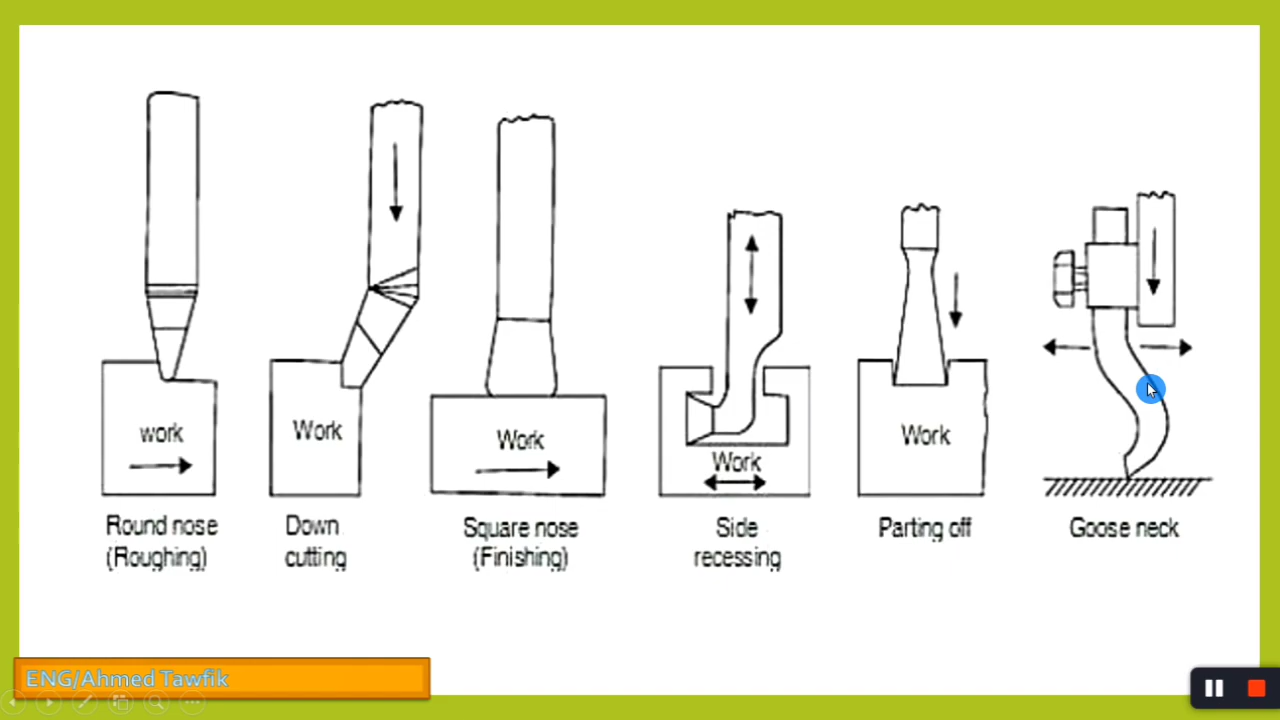 work
Work
Work
Work
Work
Round nose
(Roughing)
Down
cutting
Square nose
(Finishing)
Side
recessing
Parting off
Goose neck
ENG/Ahmed Tawfik